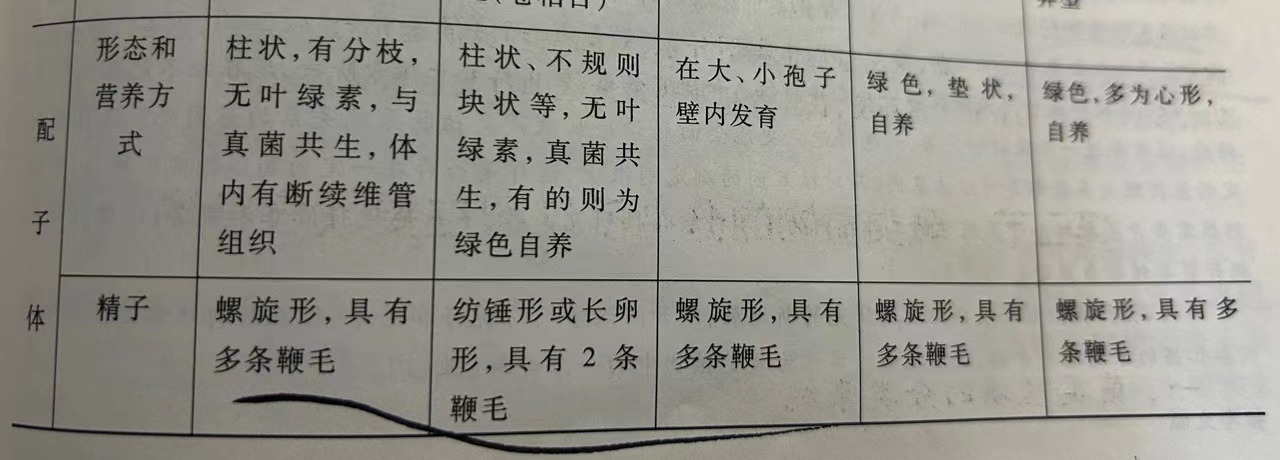 配子体
形态和
营养方
式
柱状，有分枝，
无叶绿素，与
真菌共生，体
内有断续维管
组织
柱状、不规则
块状等，无叶
绿素，真菌共
生，有的则为
绿色自养
在大、小孢子
壁内发育
绿色，垫状，
自养
绿色，多为心形，
自养
精子
螺旋形，具有
多条鞭毛
纺锤形或长卵
形，具有2条
鞭毛
螺旋形，具有
多条鞭毛
螺旋形，具有
多条鞭毛
螺旋形，具有多
条鞭毛